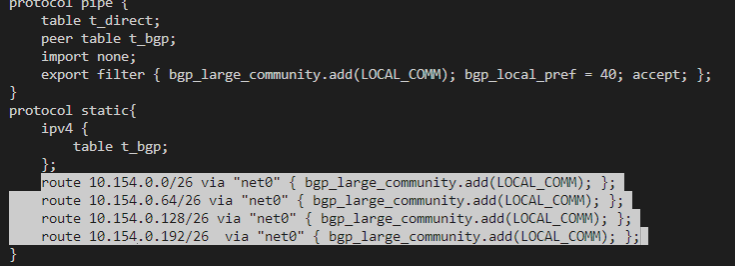 protocol pipe {
    table t_direct;
    peer table t_bgp;
    import none;
    export filter { bgp_large_community.add(LOCAL_COMM); bgp_local_pref = 40; accept; };
}
protocol static{
    ipv4 {
        table t_bgp;
    };
    route 10.154.0.0/26 via "net0" { bgp_large_community.add(LOCAL_COMM); };
    route 10.154.0.64/26 via "net0" { bgp_large_community.add(LOCAL_COMM); };
    route 10.154.0.128/26 via "net0" { bgp_large_community.add(LOCAL_COMM); };
    route 10.154.0.192/26  via "net0" { bgp_large_community.add(LOCAL_COMM); };
}